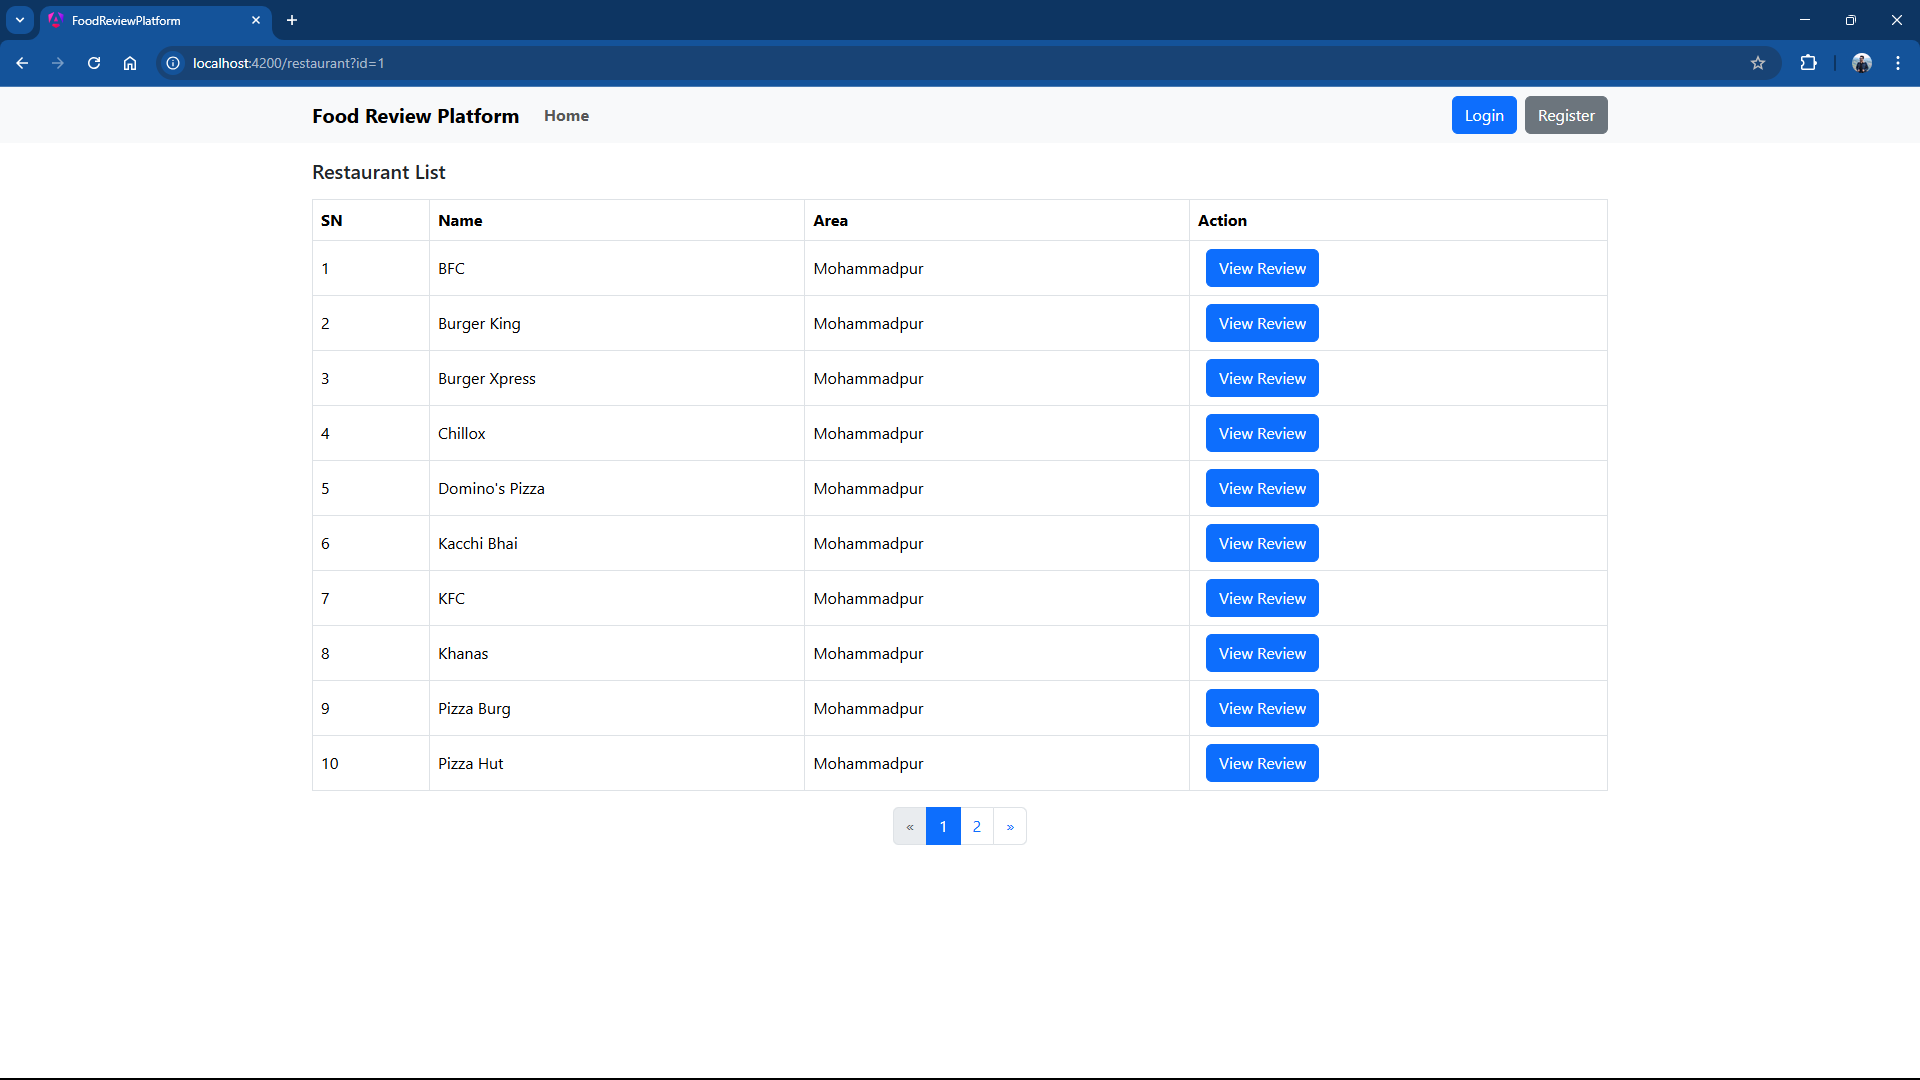 FoodReviewPlatform
localhost:4200/restaurant?id=1
Food Review Platform Home Login Register
Restaurant List
SN Name Area Action
1 BFC Mohammadpur View Review
2 Burger King Mohammadpur View Review
3 Burger Xpress Mohammadpur View Review
4 Chillox Mohammadpur View Review
5 Domino's Pizza Mohammadpur View Review
6 Kacchi Bhai Mohammadpur View Review
7 KFC Mohammadpur View Review
8 Khanas Mohammadpur View Review
9 Pizza Burg Mohammadpur View Review
10 Pizza Hut Mohammadpur View Review
« 1 2 »